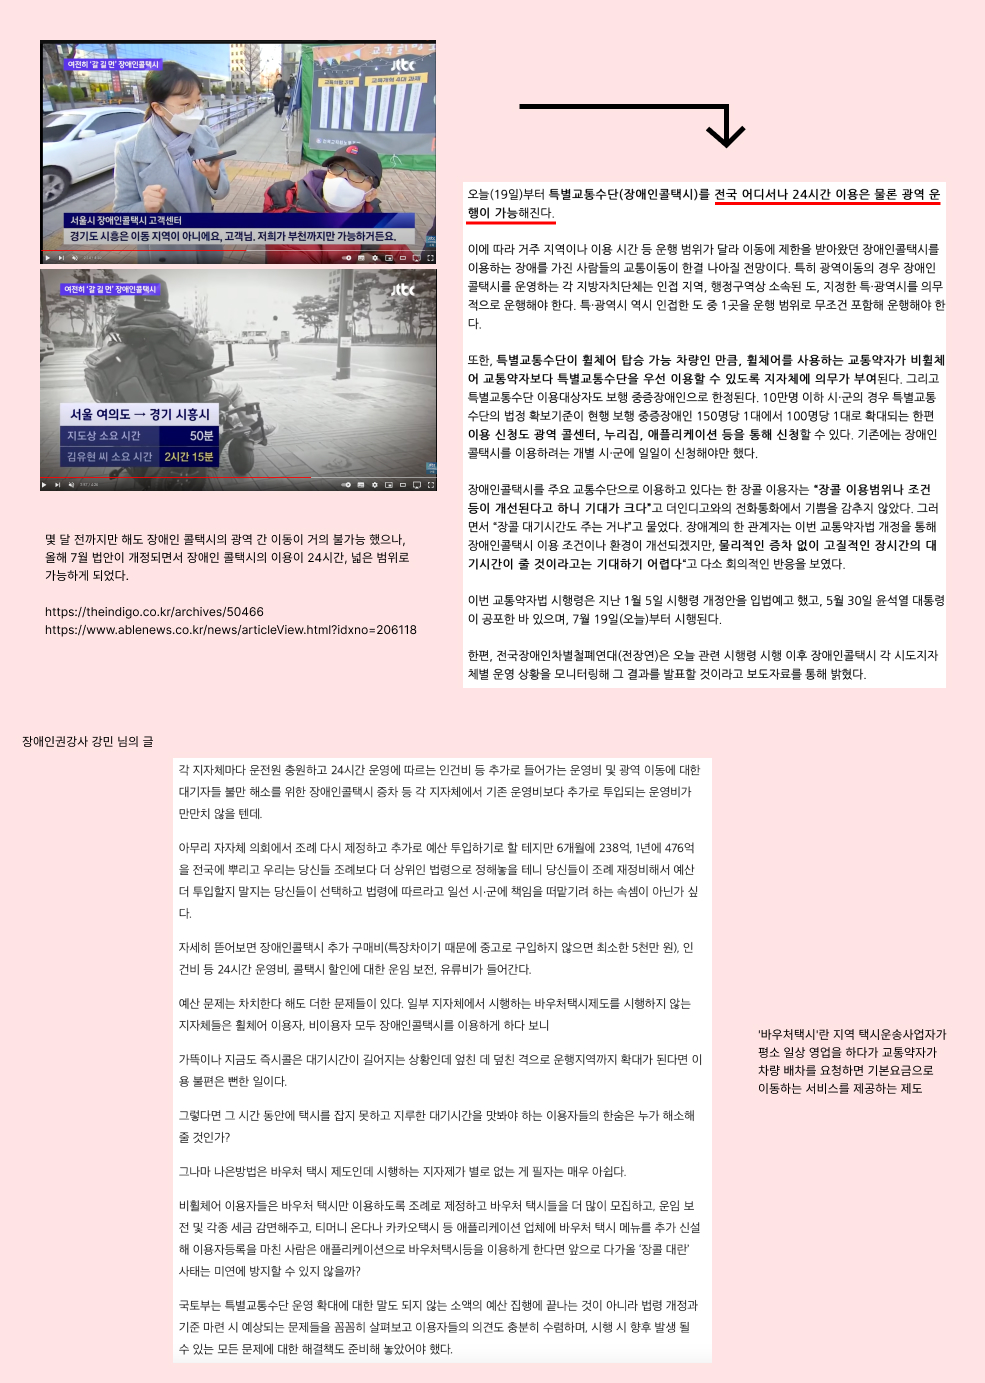 여전히 '갈 길 먼' 장애인콜택시
jtbc
교육개혁 4대 과제
서울시 장애인콜택시 고객센터
경기도 시흥은 이동 지역이 아니에요, 고객님. 저희가 부천까지만 가능하거든요.
여전히 '갈 길 먼' 장애인콜택시
jtbc
서울 여의도 → 경기 시흥시
지도상 소요 시간 50분
김유현 씨 소요 시간 2시간 15분
몇 달 전까지만 해도 장애인 콜택시의 광역 간 이동이 거의 불가능 했으나,
올해 7월 법안이 개정되면서 장애인 콜택시의 이용이 24시간, 넓은 범위로
가능하게 되었다.
https://theindigo.co.kr/archives/50466
https://www.ablenews.co.kr/news/articleView.html?idxno=206118
오늘(19일)부터 특별교통수단(장애인콜택시)를 전국 어디서나 24시간 이용은 물론 광역 운
행이 가능해진다.
이에 따라 거주 지역이나 이용 시간 등 운행 범위가 달라 이동에 제한을 받아왔던 장애인콜택시를
이용하는 장애를 가진 사람들의 교통이동이 한결 나아질 전망이다. 특히 광역이동의 경우 장애인
콜택시를 운영하는 각 지방자치단체는 인접 지역, 행정구역상 소속된 도, 지정한 특·광역시를 의무
적으로 운행해야 한다. 특·광역시 역시 인접한 도 중 1곳을 운행 범위로 무조건 포함해 운행해야 한
다.
또한, 특별교통수단이 휠체어 탑승 가능 차량인 만큼, 휠체어를 사용하는 교통약자가 비휠체
어 교통약자보다 특별교통수단을 우선 이용할 수 있도록 지자체에 의무가 부여된다. 그리고
특별교통수단 이용대상자도 보행 중증장애인으로 한정된다. 10만명 이하 시·군의 경우 특별교통
수단의 법정 확보기준이 현행 보행 중증장애인 150명당 1대에서 100명당 1대로 확대되는 한편
이용 신청도 광역 콜센터, 누리집, 애플리케이션 등을 통해 신청할 수 있다. 기존에는 장애인
콜택시를 이용하려는 개별 시·군에 일일이 신청해야만 했다.
장애인콜택시를 주요 교통수단으로 이용하고 있다는 한 장콜 이용자는 "장콜 이용범위나 조건
등이 개선된다고 하니 기대가 크다"고 더인디고와의 전화통화에서 기쁨을 감추지 않았다. 그러
면서 "장콜 대기시간도 주는 거냐"고 물었다. 장애계의 한 관계자는 이번 교통약자법 개정을 통해
장애인콜택시 이용 조건이나 환경이 개선되겠지만, 물리적인 증차 없이 고질적인 장시간의 대
기시간이 줄 것이라고는 기대하기 어렵다"고 다소 회의적인 반응을 보였다.
이번 교통약자법 시행령은 지난 1월 5일 시행령 개정안을 입법예고 했고, 5월 30일 윤석열 대통령
이 공포한 바 있으며, 7월 19일(오늘)부터 시행된다.
한편, 전국장애인차별철폐연대(전장연)은 오늘 관련 시행령 시행 이후 장애인콜택시 각 시도지자
체별 운영 상황을 모니터링해 그 결과를 발표할 것이라고 보도자료를 통해 밝혔다.
장애인권강사 강민 님의 글
각 지자체마다 운전원 충원하고 24시간 운영에 따르는 인건비 등 추가로 들어가는 운영비 및 광역 이동에 대한
대기자들 불만 해소를 위한 장애인콜택시 증차 등 각 지자체에서 기존 운영비보다 추가로 투입되는 운영비가
만만치 않을 텐데.
아무리 자자체 의회에서 조례 다시 제정하고 추가로 예산 투입하기로 할 테지만 6개월에 238억, 1년에 476억
을 전국에 뿌리고 우리는 당신들 조례보다 더 상위인 법령으로 정해놓을 테니 당신들이 조례 재정비해서 예산
더 투입할지 말지는 당신들이 선택하고 법령에 따르라고 일선 시·군에 책임을 떠맡기려 하는 속셈이 아닌가 싶
다.
자세히 뜯어보면 장애인콜택시 추가 구매비(특장차이기 때문에 중고로 구입하지 않으면 최소한 5천만 원), 인
건비 등 24시간 운영비, 콜택시 할인에 대한 운임 보전, 유류비가 들어간다.
예산 문제는 차치한다 해도 더한 문제들이 있다. 일부 지자체에서 시행하는 바우처택시제도를 시행하지 않는
지자체들은 휠체어 이용자, 비이용자 모두 장애인콜택시를 이용하게 하다 보니
가뜩이나 지금도 즉시콜은 대기시간이 길어지는 상황인데 엎친 데 덮친 격으로 운행지역까지 확대가 된다면 이
용 불편은 뻔한 일이다.
그렇다면 그 시간 동안에 택시를 잡지 못하고 지루한 대기시간을 맛봐야 하는 이용자들의 한숨은 누가 해소해
줄 것인가?
그나마 나은방법은 바우처 택시 제도인데 시행하는 지자제가 별로 없는 게 필자는 매우 아쉽다.
비휠체어 이용자들은 바우처 택시만 이용하도록 조례로 제정하고 바우처 택시들을 더 많이 모집하고, 운임 보
전 및 각종 세금 감면해주고, 티머니 온다나 카카오택시 등 애플리케이션 업체에 바우처 택시 메뉴를 추가 신설
해 이용자등록을 마친 사람은 애플리케이션으로 바우처택시등을 이용하게 한다면 앞으로 다가올 '장콜 대란'
사태는 미연에 방지할 수 있지 않을까?
국토부는 특별교통수단 운영 확대에 대한 말도 되지 않는 소액의 예산 집행에 끝나는 것이 아니라 법령 개정과
기준 마련 시 예상되는 문제들을 꼼꼼히 살펴보고 이용자들의 의견도 충분히 수렴하며, 시행 시 향후 발생 될
수 있는 모든 문제에 대한 해결책도 준비해 놓았어야 했다.
'바우처택시'란 지역 택시운송사업자가
평소 일상 영업을 하다가 교통약자가
차량 배차를 요청하면 기본요금으로
이동하는 서비스를 제공하는 제도